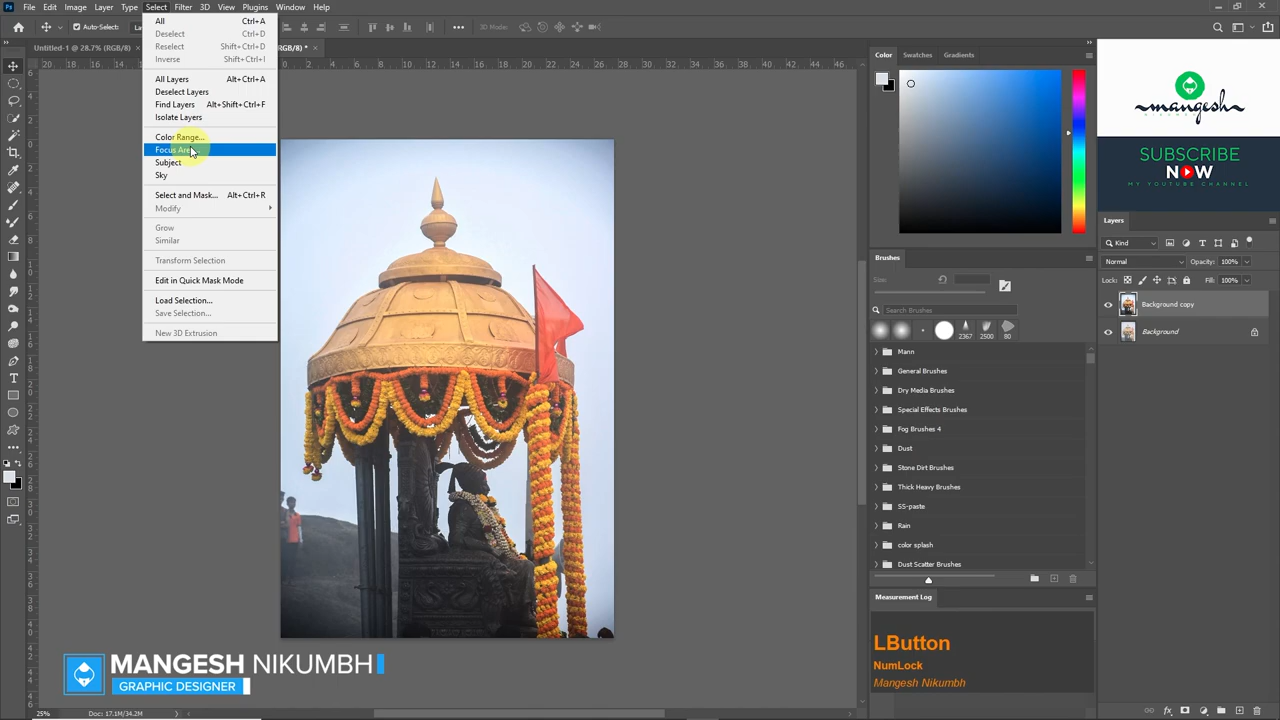 File Edit Image Layer Type Select Filter 3D View Plugins Window Help
Auto-Select:
3D Mode:
Untitled-1 @ 28.7% (RGB/8)
(RGB/8) *
All Ctrl+A
Deselect Ctrl+D
Reselect Shift+Ctrl+D
Inverse Shift+Ctrl+I
All Layers Alt+Ctrl+A
Deselect Layers
Find Layers Alt+Shift+Ctrl+F
Isolate Layers
Color Range...
Focus Area...
Subject
Sky
Select and Mask... Alt+Ctrl+R
Modify
Grow
Similar
Transform Selection
Edit in Quick Mask Mode
Load Selection...
Save Selection...
New 3D Extrusion
MANGESH NIKUMBH
GRAPHIC DESIGNER
25% Doc: 17.1M/34.2M
Color Swatches Gradients
Brushes
Size:
Search Brushes
2367 2500 80
Mann
General Brushes
Dry Media Brushes
Special Effects Brushes
Fog Brushes 4
Dust
Stone Dirt Brushes
Thick Heavy Brushes
SS-paste
Rain
color splash
Dust Scatter Brushes
Measurement Log
LButton
NumLock
Mangesh Nikumbh
mangesh
NIKUMBH
SUBSCRIBE
NOW
MY YOUTUBE CHANNEL
Layers
Kind
Normal Opacity: 100%
Lock: Fill: 100%
Background copy
Background